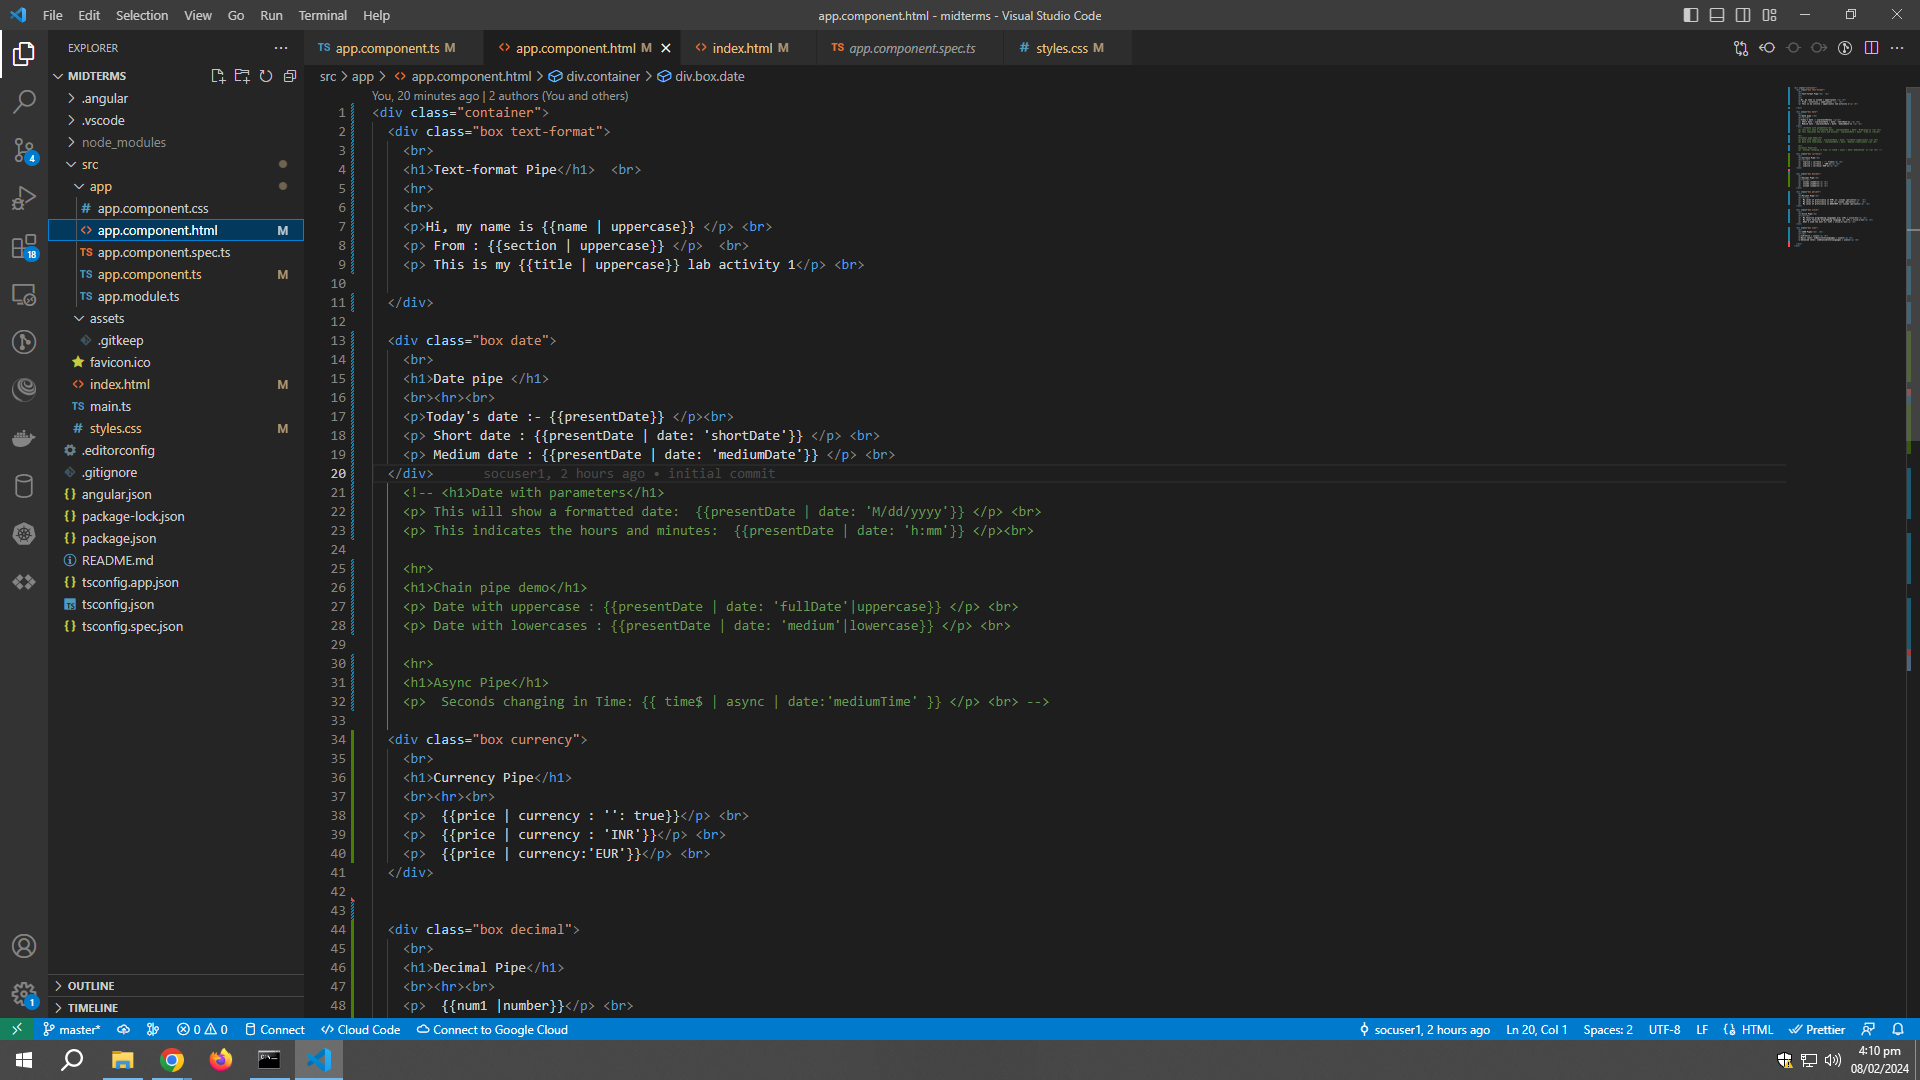 File Edit Selection View Go Run Terminal Help
app.component.html - midterms - Visual Studio Code
EXPLORER
MIDTERMS
.angular
.vscode
node_modules
src
app
# app.component.css
<> app.component.html M
TS app.component.spec.ts
TS app.component.ts M
TS app.module.ts
assets
.gitkeep
favicon.ico
<> index.html M
TS main.ts
# styles.css M
.editorconfig
.gitignore
{} angular.json
{} package-lock.json
{} package.json
README.md
{} tsconfig.app.json
TS tsconfig.json
{} tsconfig.spec.json
OUTLINE
TIMELINE
4
18
1
TS app.component.ts M
<> app.component.html M
<> index.html M
TS app.component.spec.ts
# styles.css M
src > app > <> app.component.html > div.container > div.box.date
You, 20 minutes ago | 2 authors (You and others)
1 <div class="container">
2 <div class="box text-format">
3 <br>
4 <h1>Text-format Pipe</h1> <br>
5 <hr>
6 <br>
7 <p>Hi, my name is {{name | uppercase}} </p> <br>
8 <p> From : {{section | uppercase}} </p> <br>
9 <p> This is my {{title | uppercase}} lab activity 1</p> <br>
10
11 </div>
12
13 <div class="box date">
14 <br>
15 <h1>Date pipe </h1>
16 <br><hr><br>
17 <p>Today's date :- {{presentDate}} </p><br>
18 <p> Short date : {{presentDate | date: 'shortDate'}} </p> <br>
19 <p> Medium date : {{presentDate | date: 'mediumDate'}} </p> <br>
20 </div> socuser1, 2 hours ago • initial commit
21 <!-- <h1>Date with parameters</h1>
22 <p> This will show a formatted date: {{presentDate | date: 'M/dd/yyyy'}} </p> <br>
23 <p> This indicates the hours and minutes: {{presentDate | date: 'h:mm'}} </p><br>
24
25 <hr>
26 <h1>Chain pipe demo</h1>
27 <p> Date with uppercase : {{presentDate | date: 'fullDate'|uppercase}} </p> <br>
28 <p> Date with lowercases : {{presentDate | date: 'medium'|lowercase}} </p> <br>
29
30 <hr>
31 <h1>Async Pipe</h1>
32 <p> Seconds changing in Time: {{ time$ | async | date:'mediumTime' }} </p> <br> -->
33
34 <div class="box currency">
35 <br>
36 <h1>Currency Pipe</h1>
37 <br><hr><br>
38 <p> {{price | currency : '': true}}</p> <br>
39 <p> {{price | currency : 'INR'}}</p> <br>
40 <p> {{price | currency:'EUR'}}</p> <br>
41 </div>
42
43
44 <div class="box decimal">
45 <br>
46 <h1>Decimal Pipe</h1>
47 <br><hr><br>
48 <p> {{num1 |number}}</p> <br>
master* 0 0 Connect Cloud Code Connect to Google Cloud
socuser1, 2 hours ago Ln 20, Col 1 Spaces: 2 UTF-8 LF HTML Prettier
4:10 pm
08/02/2024